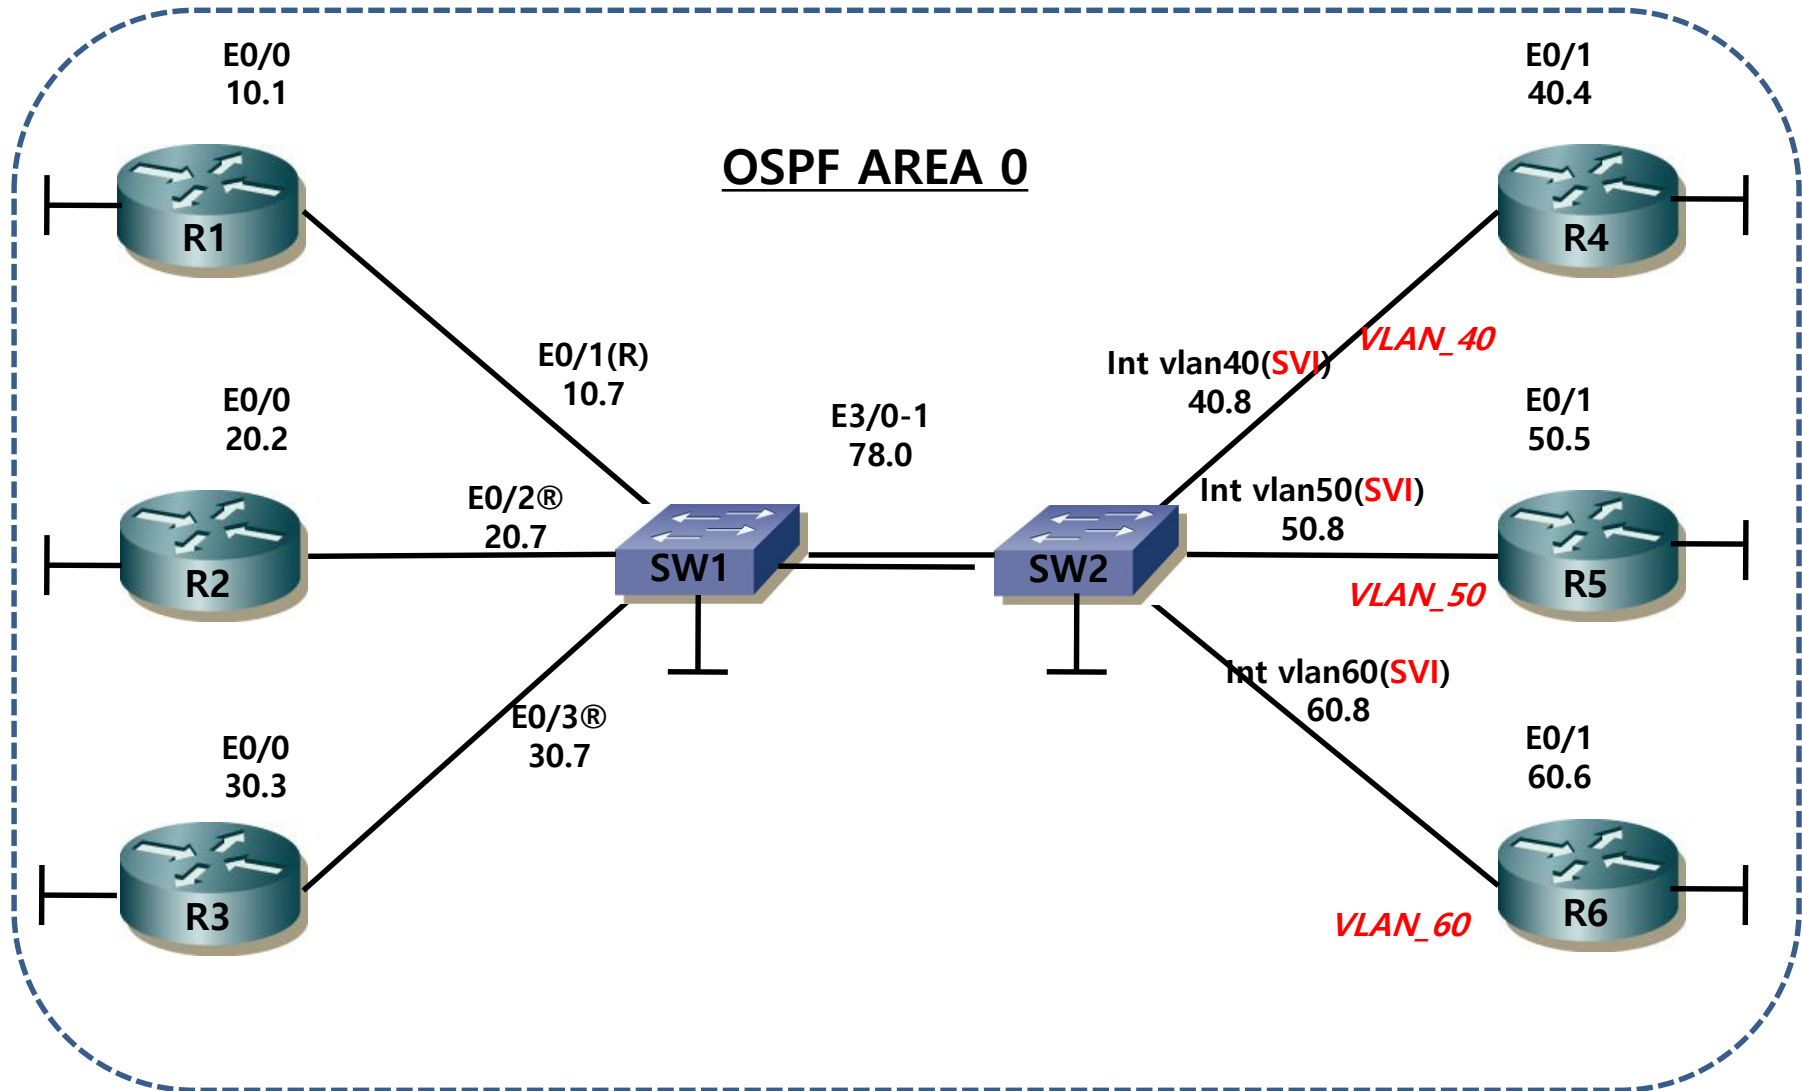 E0/0
10.1
E0/1
40.4
OSPF AREA 0
R1
R4
E0/1(R)
10.7
Int vlan40(SVI)
40.8
VLAN_40
E0/0
20.2
E3/0-1
78.0
E0/1
50.5
E0/2®
20.7
Int vlan50(SVI)
50.8
R2
SW1
SW2
R5
VLAN_50
E0/3®
30.7
Int vlan60(SVI)
60.8
E0/0
30.3
E0/1
60.6
R3
R6
VLAN_60